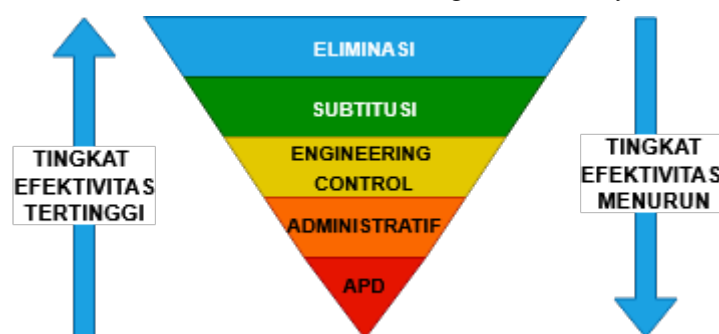 ELIMINASI
SUBTITUSI
ENGINEERING
CONTROL
ADMINISTRATIF
APD
TINGKAT
EFEKTIVITAS
TERTINGGI
TINGKAT
EFEKTIVITAS
MENURUN